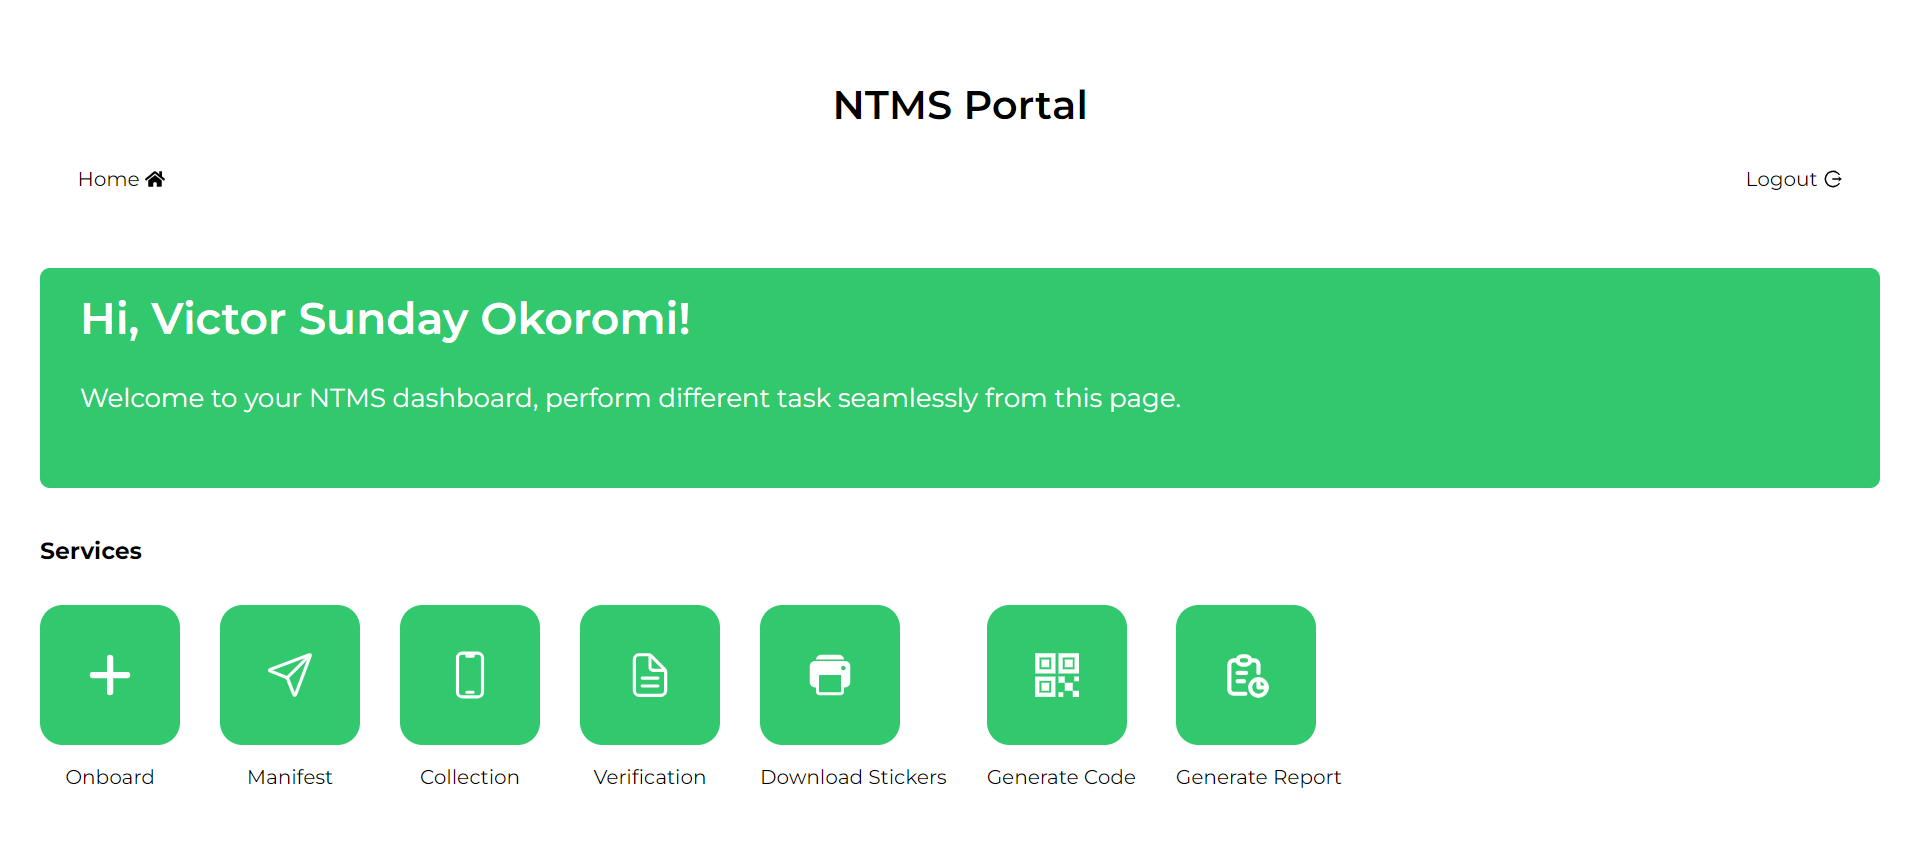 NTMS Portal
Home
Logout
Hi, Victor Sunday Okoromi!
Welcome to your NTMS dashboard, perform different task seamlessly from this page.
Services
Onboard
Manifest
Collection
Verification
Download Stickers
Generate Code
Generate Report